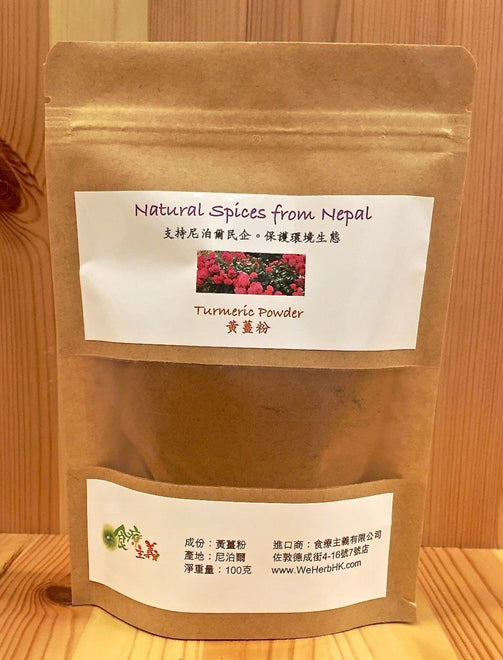 Natural Spices from Nepal
支持尼泊爾民企。保護環境生態
Turmeric Powder
黃薑粉
食療主義
成份：黃薑粉
產地：尼泊爾
淨重量：100克
進口商：食療主義有限公司
佐敦德成街4-16號7號店
www.WeHerbHK.com